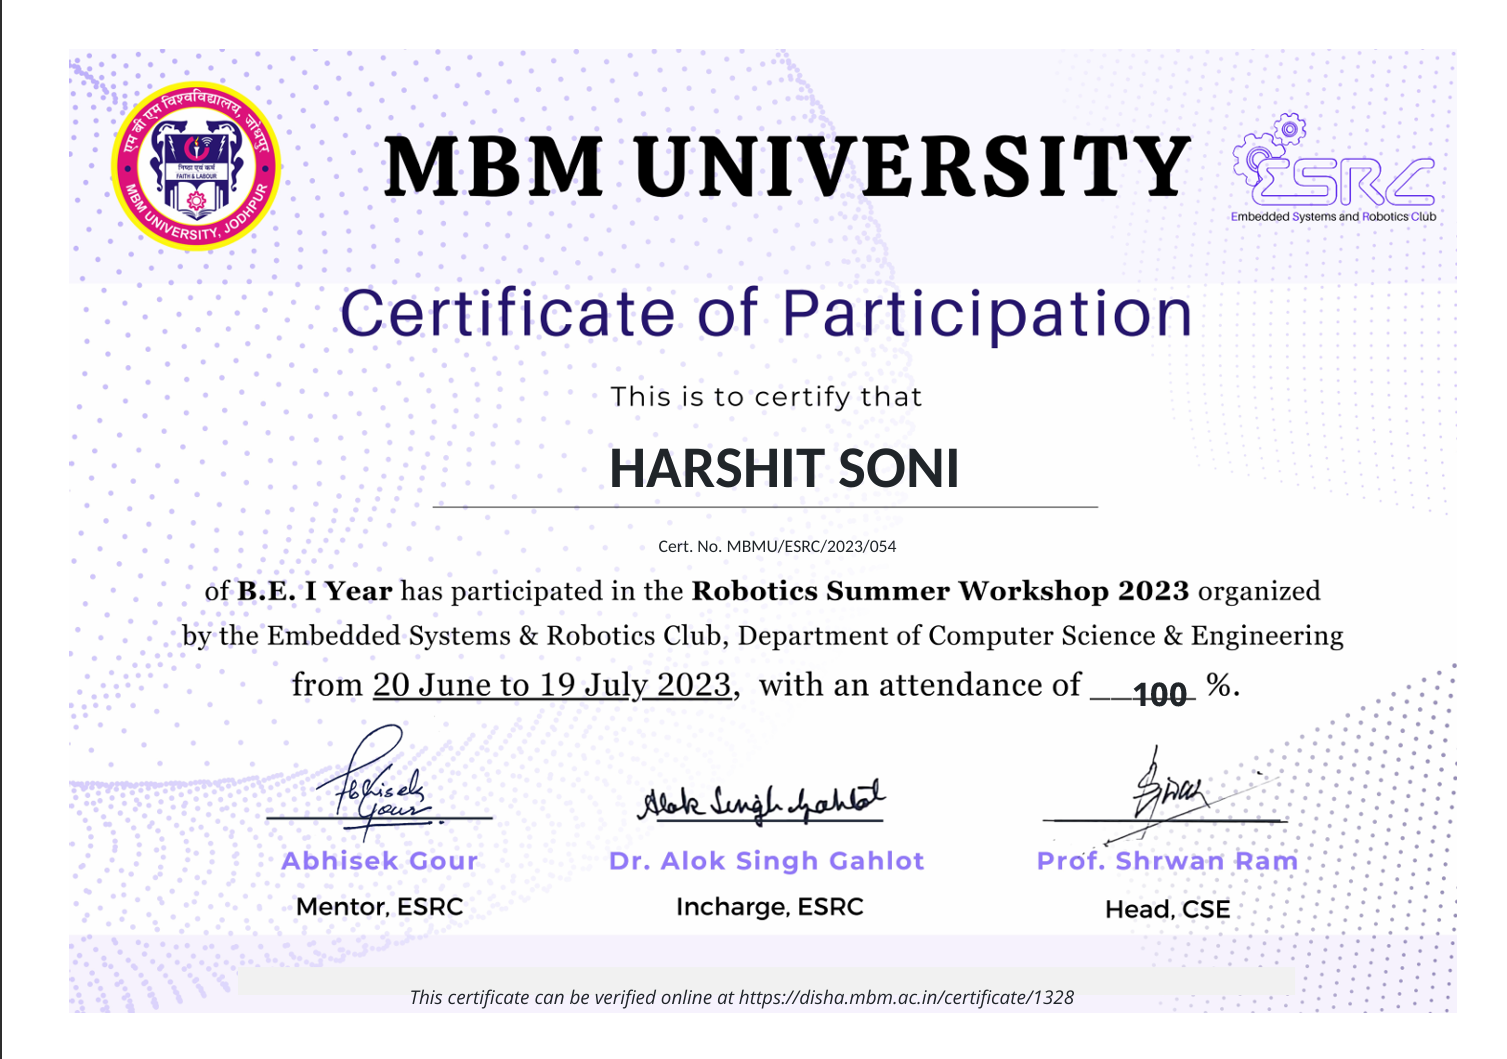 एम बी एम विश्वविद्यालय, जोधपुर
निष्ठा एवं कर्म
FAITH & LABOUR
MBM UNIVERSITY, JODHPUR
MBM UNIVERSITY
ESRC
Embedded Systems and Robotics Club
Certificate of Participation
This is to certify that
HARSHIT SONI
Cert. No. MBMU/ESRC/2023/054
of B.E. I Year has participated in the Robotics Summer Workshop 2023 organized
by the Embedded Systems & Robotics Club, Department of Computer Science & Engineering
from 20 June to 19 July 2023, with an attendance of __100_ %.
Abhisek Gour
Alok Singh Gahlot
Abhisek Gour
Dr. Alok Singh Gahlot
Prof. Shrwan Ram
Mentor, ESRC
Incharge, ESRC
Head, CSE
This certificate can be verified online at https://disha.mbm.ac.in/certificate/1328